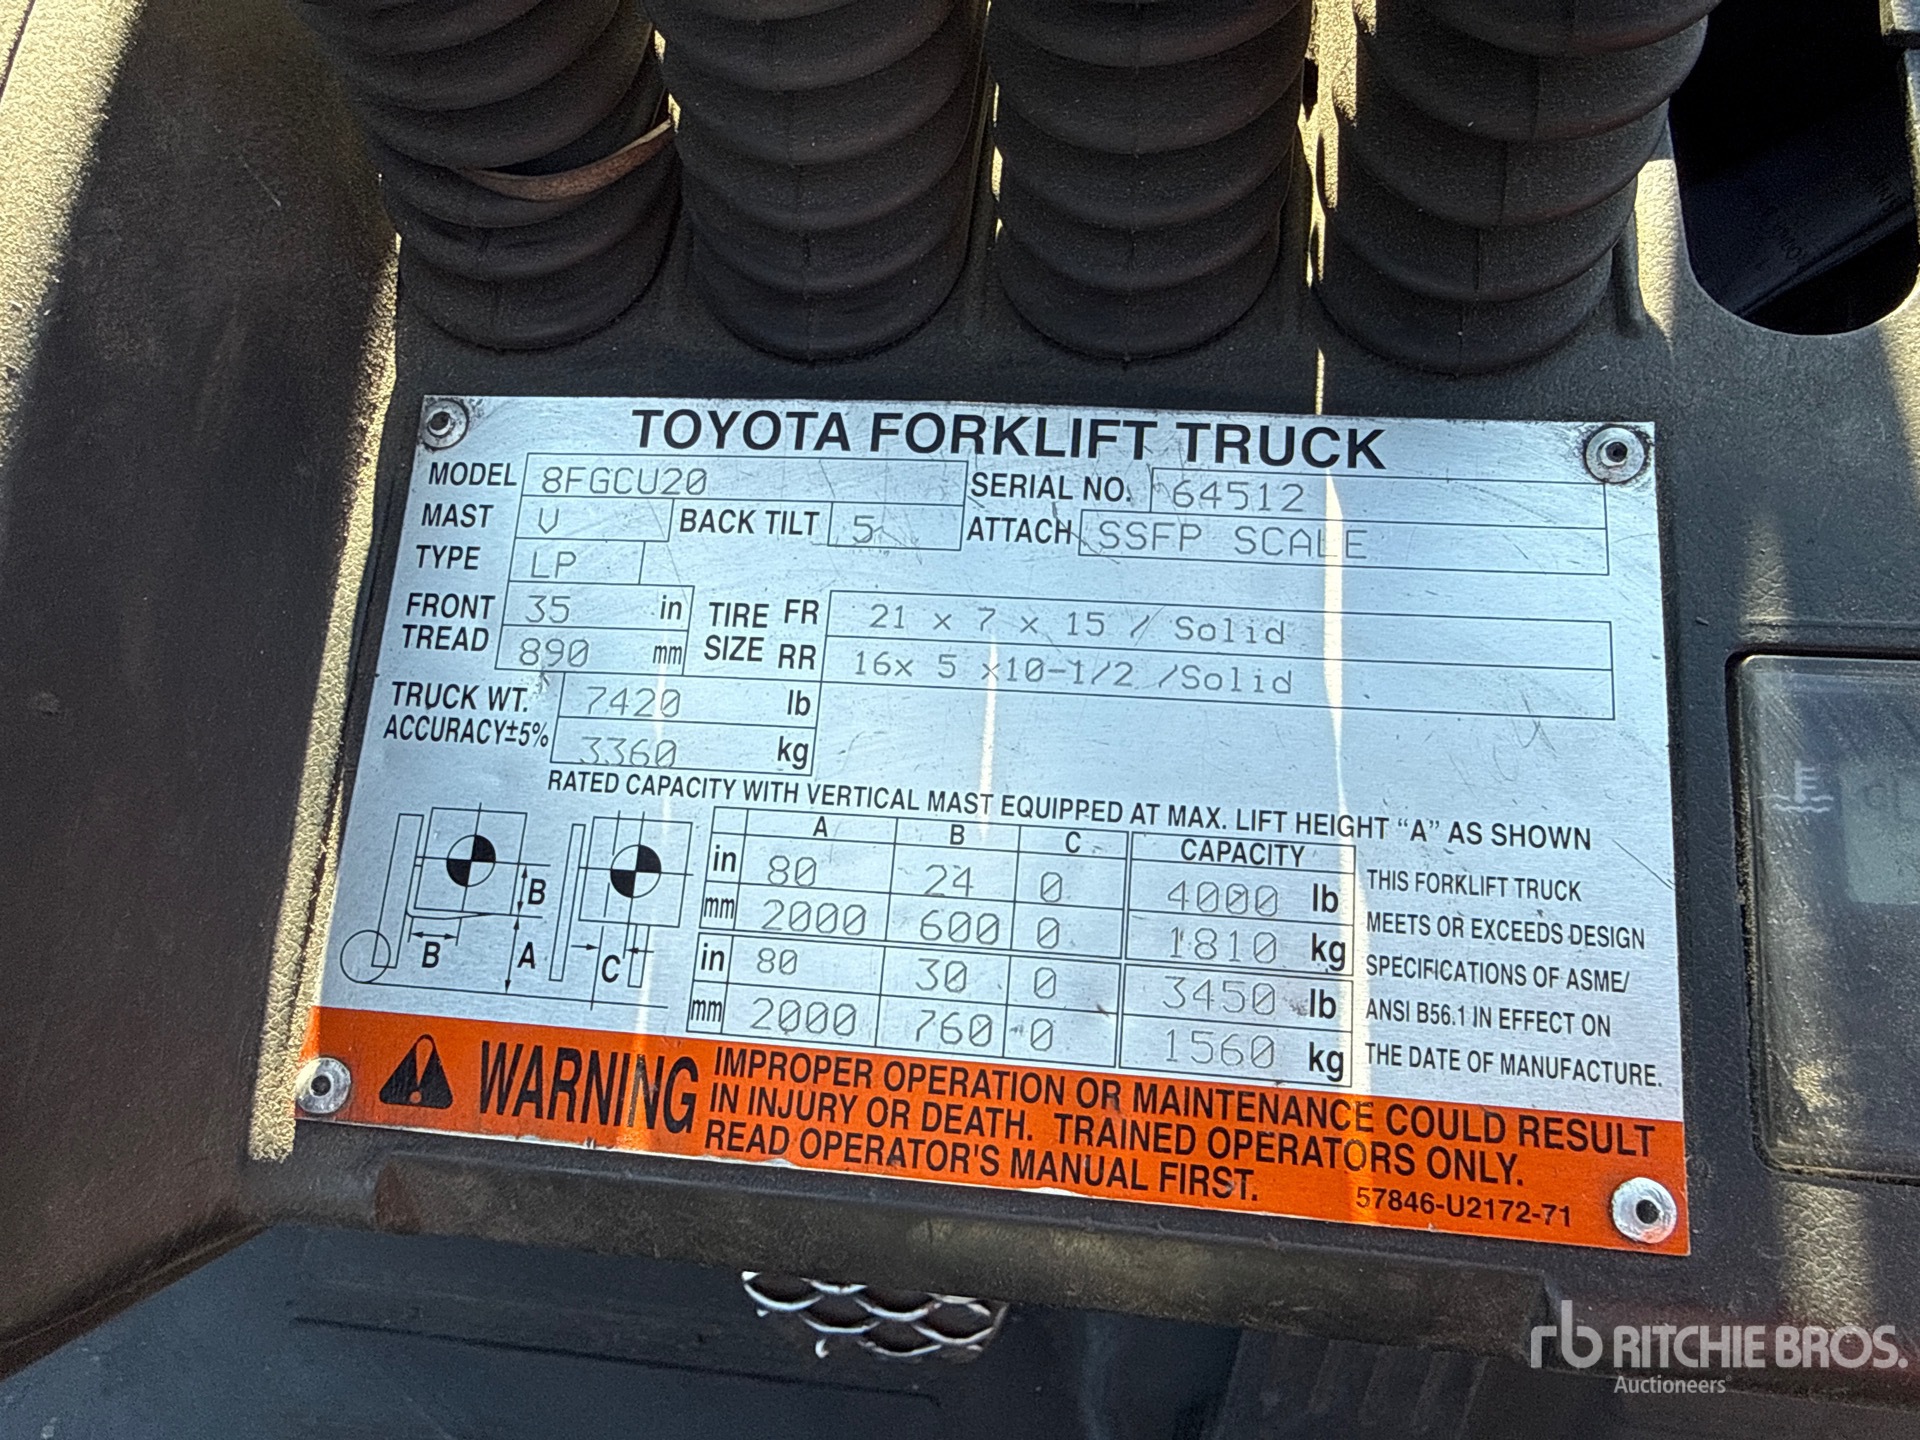 TOYOTA FORKLIFT TRUCK
MODEL 8FGCU20 SERIAL NO. 64512
MAST V BACK TILT 5 ATTACH SSFP SCALE
TYPE LP
FRONT TREAD 35 in TIRE SIZE FR 21 x 7 x 15 / Solid
890 mm RR 16x 5 x10-1/2 /Solid
TRUCK WT. 7420 lb
ACCURACY±5% 3360 kg
RATED CAPACITY WITH VERTICAL MAST EQUIPPED AT MAX. LIFT HEIGHT "A" AS SHOWN
A B C CAPACITY
in 80 24 0 4000 lb
mm 2000 600 0 1810 kg
in 80 30 0 3450 lb
mm 2000 760 0 1560 kg
B
B A C
THIS FORKLIFT TRUCK
MEETS OR EXCEEDS DESIGN
SPECIFICATIONS OF ASME/
ANSI B56.1 IN EFFECT ON
THE DATE OF MANUFACTURE.
WARNING
IMPROPER OPERATION OR MAINTENANCE COULD RESULT
IN INJURY OR DEATH. TRAINED OPERATORS ONLY.
READ OPERATOR'S MANUAL FIRST.
57846-U2172-71
rb RITCHIE BROS.
Auctioneers